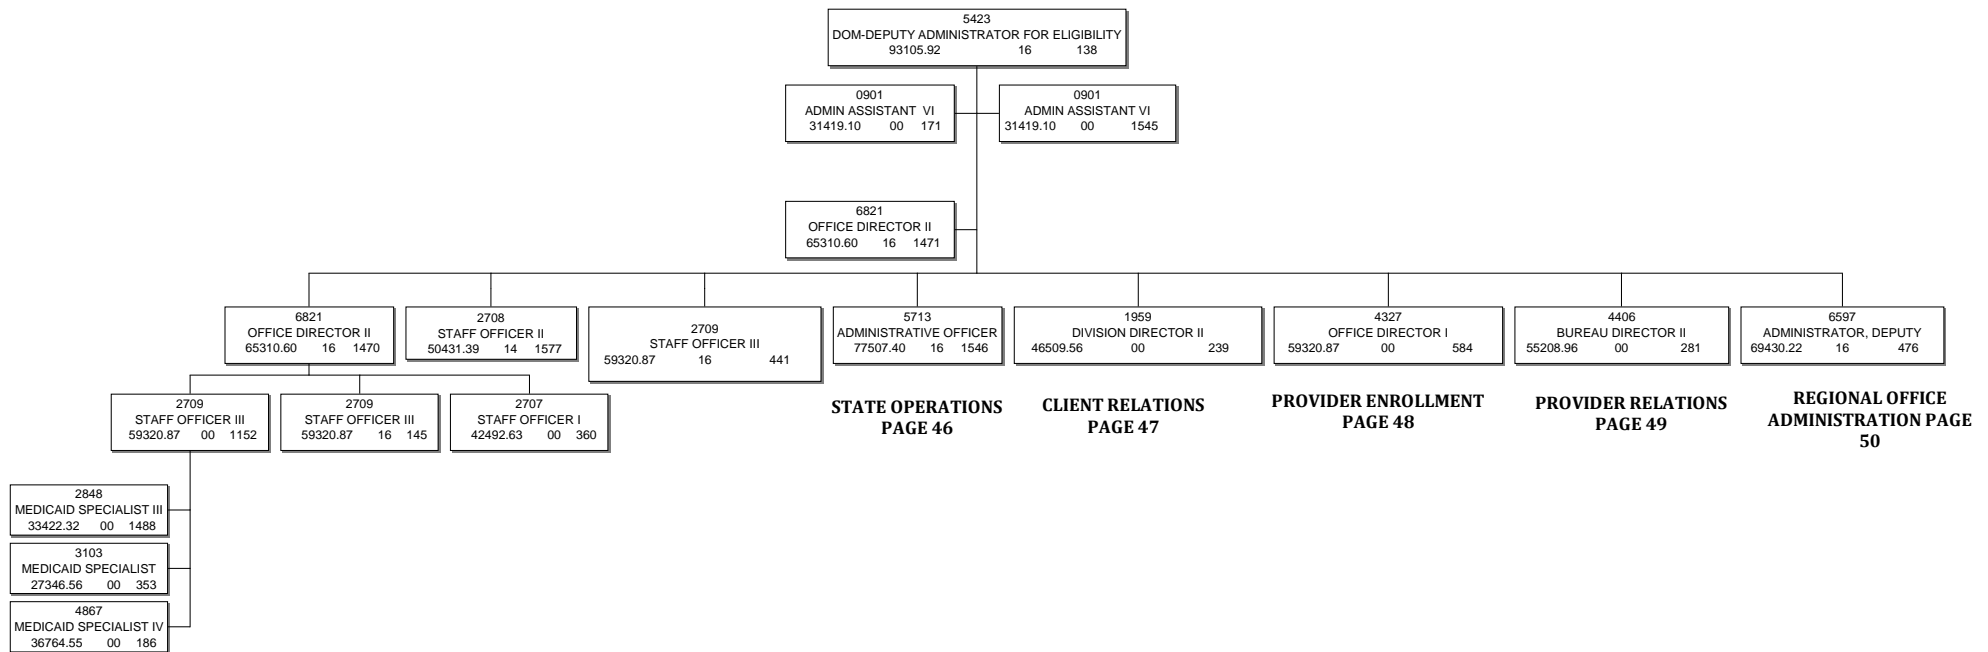 5423
DOM-DEPUTY ADMINISTRATOR FOR ELIGIBILITY
93105.92 16 138
0901
ADMIN ASSISTANT VI
31419.10 00 171
0901
ADMIN ASSISTANT VI
31419.10 00 1545
6821
OFFICE DIRECTOR II
65310.60 16 1471
6821
OFFICE DIRECTOR II
65310.60 16 1470
2708
STAFF OFFICER II
50431.39 14 1577
2709
STAFF OFFICER III
59320.87 16 441
5713
ADMINISTRATIVE OFFICER
77507.40 16 1546
1959
DIVISION DIRECTOR II
46509.56 00 239
4327
OFFICE DIRECTOR I
59320.87 00 584
4406
BUREAU DIRECTOR II
55208.96 00 281
6597
ADMINISTRATOR, DEPUTY
69430.22 16 476
STATE OPERATIONS
PAGE 46
CLIENT RELATIONS
PAGE 47
PROVIDER ENROLLMENT
PAGE 48
PROVIDER RELATIONS
PAGE 49
REGIONAL OFFICE
ADMINISTRATION PAGE
50
2709
STAFF OFFICER III
59320.87 00 1152
2709
STAFF OFFICER III
59320.87 16 145
2707
STAFF OFFICER I
42492.63 00 360
2848
MEDICAID SPECIALIST III
33422.32 00 1488
3103
MEDICAID SPECIALIST
27346.56 00 353
4867
MEDICAID SPECIALIST IV
36764.55 00 186